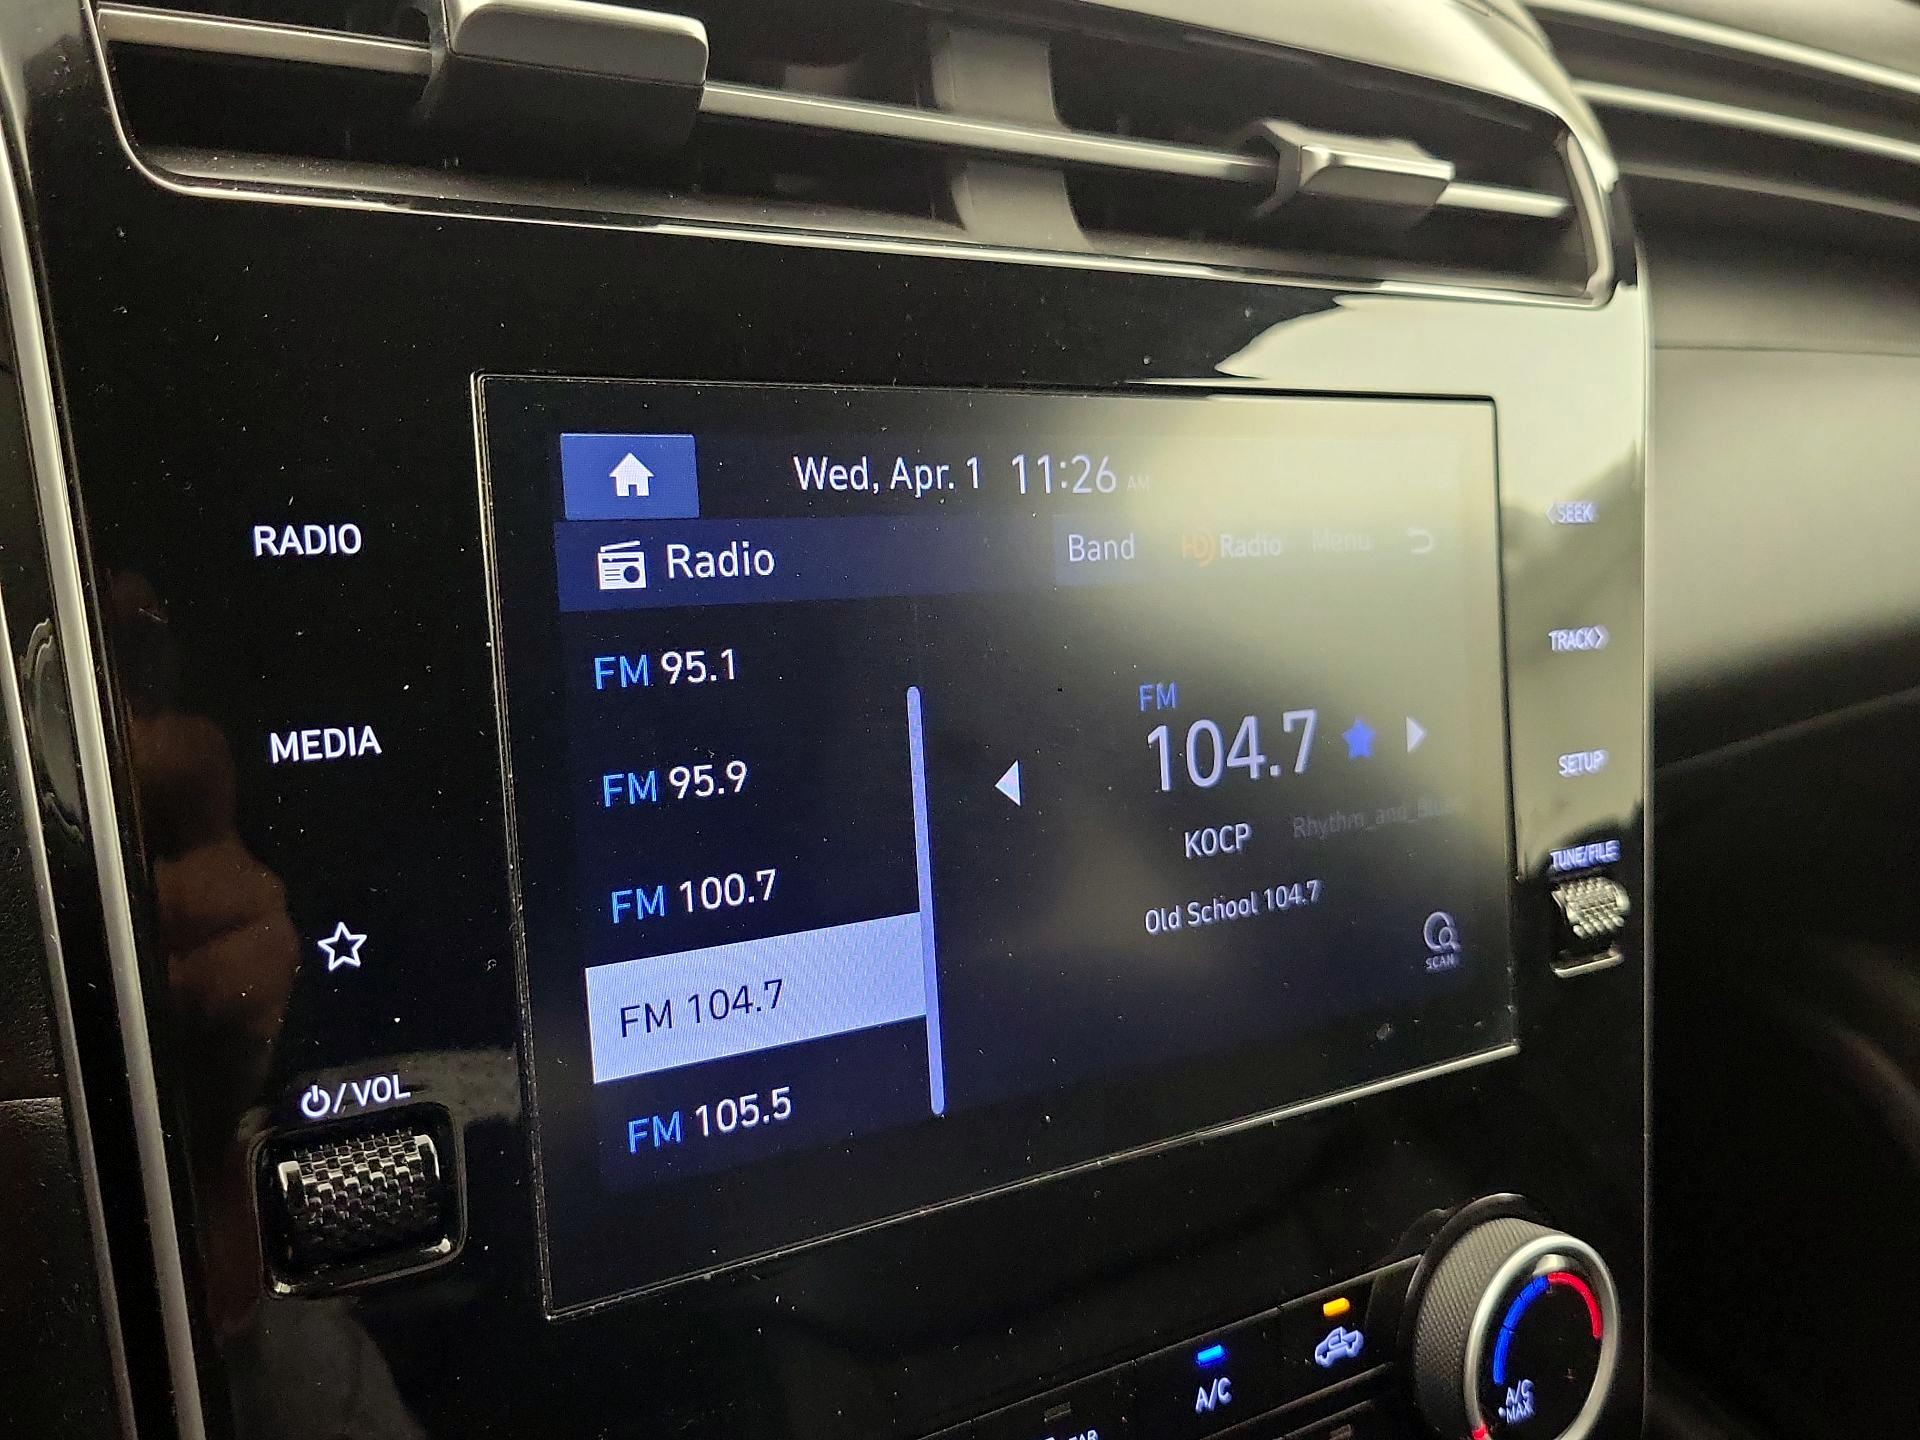 Wed, Apr. 1 11:26 AM
Radio Band HD Radio Menu
RADIO
MEDIA
/VOL
FM 95.1
FM 95.9
FM 100.7
FM 104.7
FM 105.5
FM
104.7
KOCP
Old School 104.7
SCAN
<SEEK
TRACK>
SETUP
TUNE/FILE
A/C
A/C
MAX